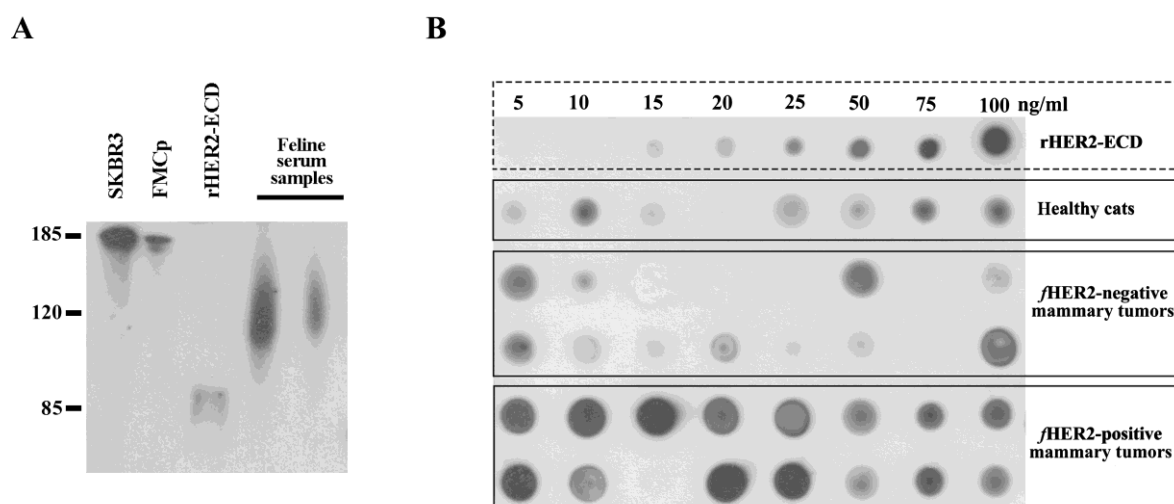 A
B
SKBR3
FMCp
rHER2-ECD
Feline
serum
samples
185
120
85
5 10 15 20 25 50 75 100 ng/ml
rHER2-ECD
Healthy cats
fHER2-negative
mammary tumors
fHER2-positive
mammary tumors